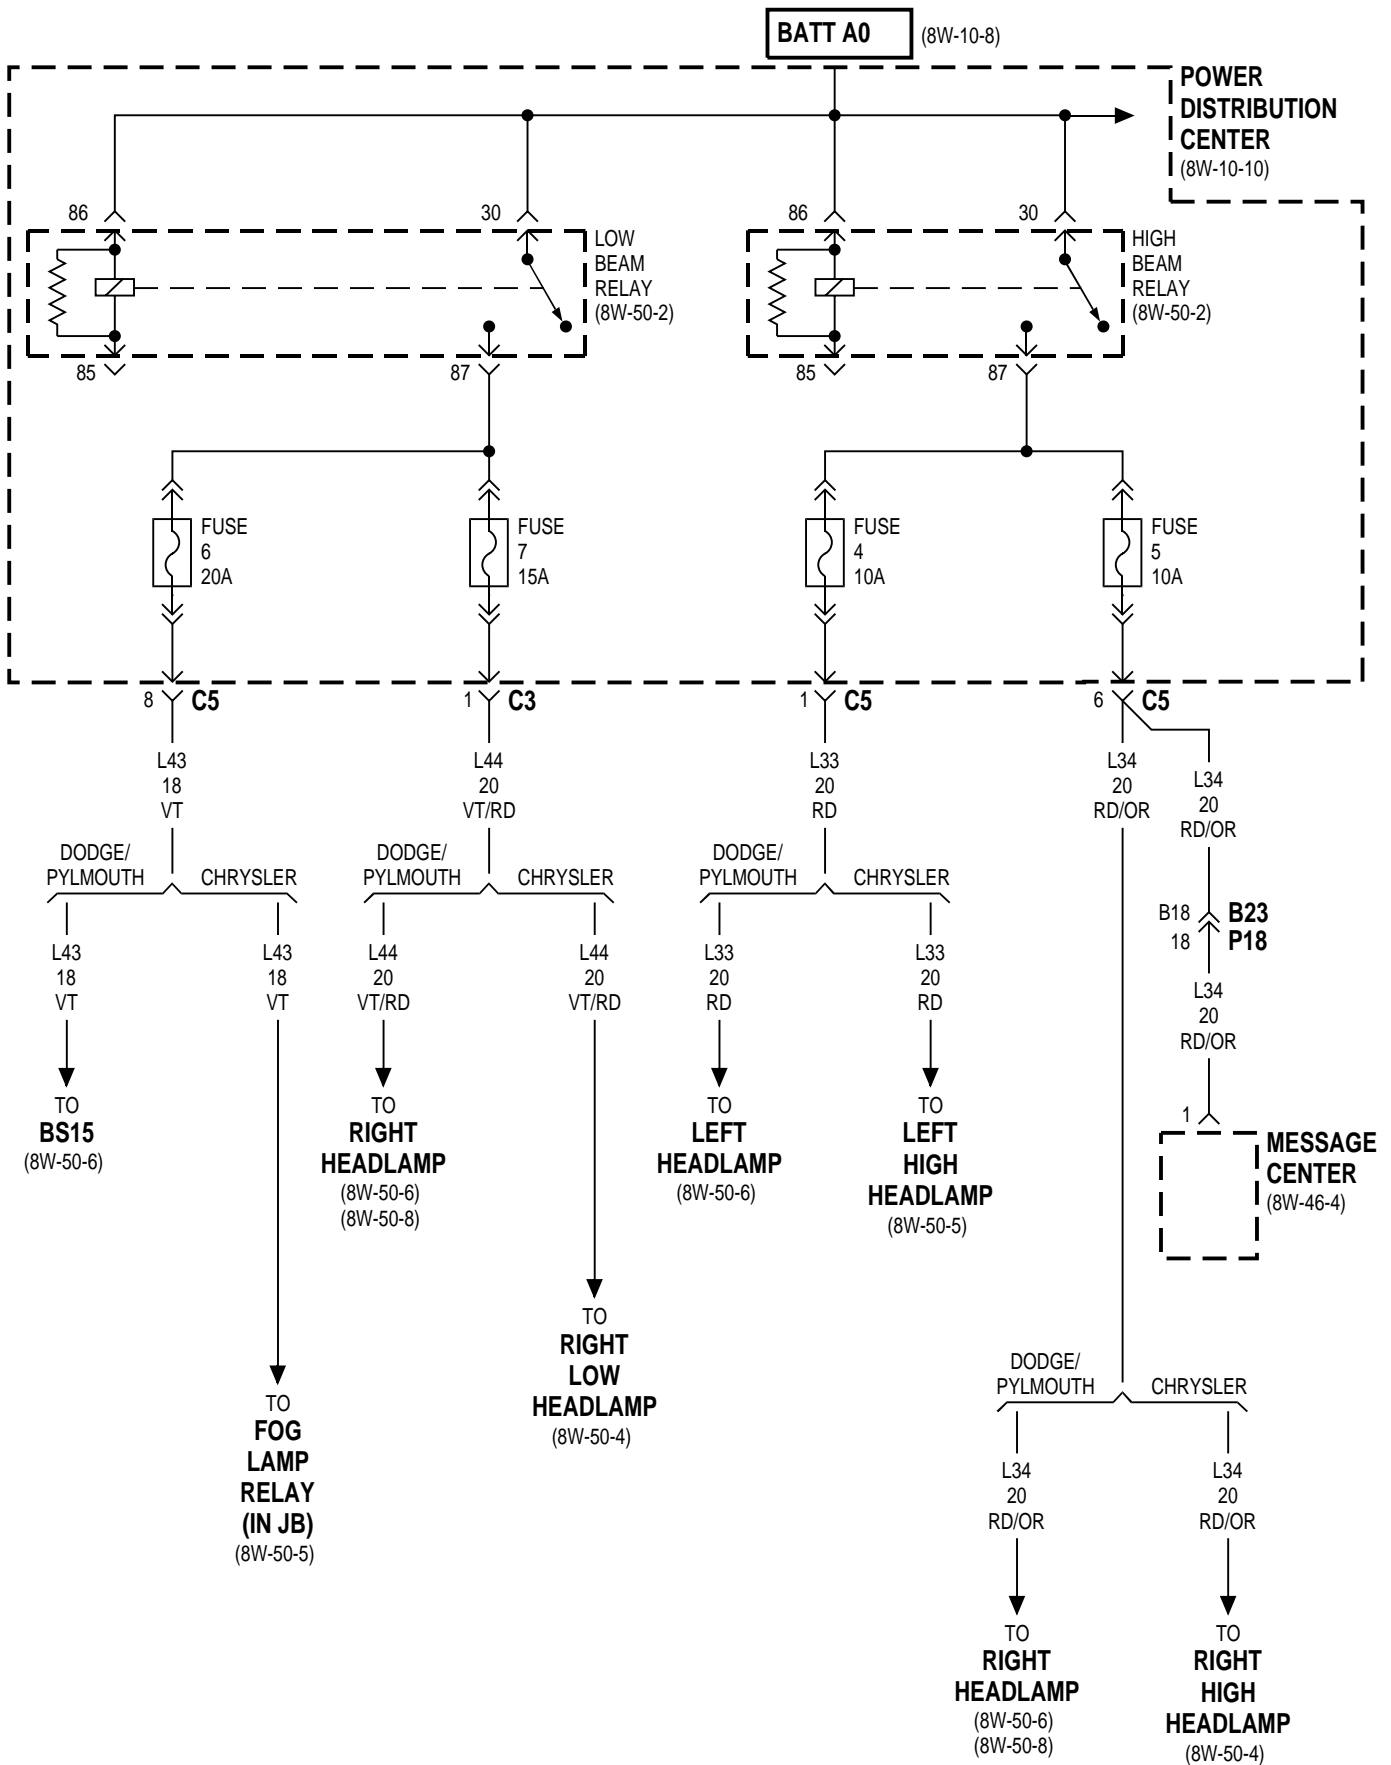 BATT A0 (8W-10-8)
POWER
DISTRIBUTION
CENTER
(8W-10-10)
86
30
LOW
BEAM
RELAY
(8W-50-2)
85
87
86
30
HIGH
BEAM
RELAY
(8W-50-2)
85
87
FUSE
6
20A
FUSE
7
15A
FUSE
4
10A
FUSE
5
10A
8 C5
1 C3
1 C5
6 C5
L43
18
VT
L44
20
VT/RD
L33
20
RD
L34
20
RD/OR
L34
20
RD/OR
DODGE/
PYLMOUTH
CHRYSLER
DODGE/
PYLMOUTH
CHRYSLER
DODGE/
PYLMOUTH
CHRYSLER
B18 B23
18 P18
L43
18
VT
L43
18
VT
L44
20
VT/RD
L44
20
VT/RD
L33
20
RD
L33
20
RD
L34
20
RD/OR
TO
BS15
(8W-50-6)
TO
RIGHT
HEADLAMP
(8W-50-6)
(8W-50-8)
TO
LEFT
HEADLAMP
(8W-50-6)
TO
LEFT
HIGH
HEADLAMP
(8W-50-5)
1
MESSAGE
CENTER
(8W-46-4)
TO
RIGHT
LOW
HEADLAMP
(8W-50-4)
TO
FOG
LAMP
RELAY
(IN JB)
(8W-50-5)
DODGE/
PYLMOUTH
CHRYSLER
L34
20
RD/OR
L34
20
RD/OR
TO
RIGHT
HEADLAMP
(8W-50-6)
(8W-50-8)
TO
RIGHT
HIGH
HEADLAMP
(8W-50-4)